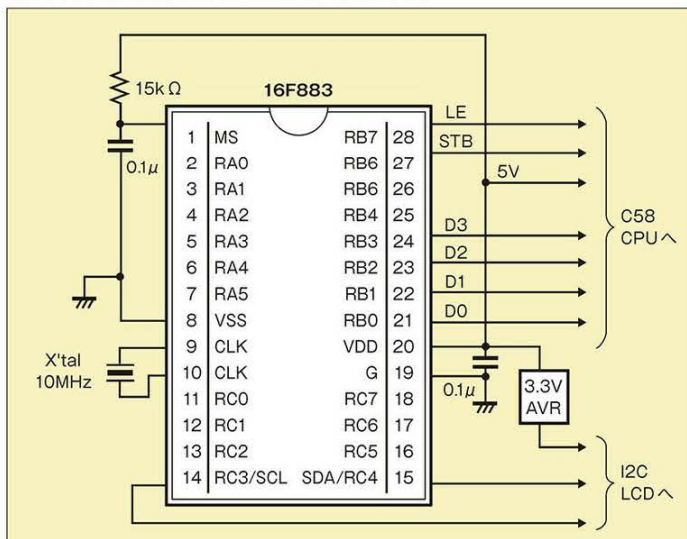 16F883
15kΩ
0.1μ
1 MS RB7 28
2 RA0 RB6 27
3 RA1 RB6 26
4 RA2 RB4 25
5 RA3 RB3 24
6 RA4 RB2 23
7 RA5 RB1 22
8 VSS RB0 21
9 CLK VDD 20
10 CLK G 19
11 RC0 RC7 18
12 RC1 RC6 17
13 RC2 RC5 16
14 RC3/SCL SDA/RC4 15
X'tal
10MHz
LE
STB
5V
D3
D2
D1
D0
C58
CPUへ
0.1μ
3.3V
AVR
I2C
LCDへ